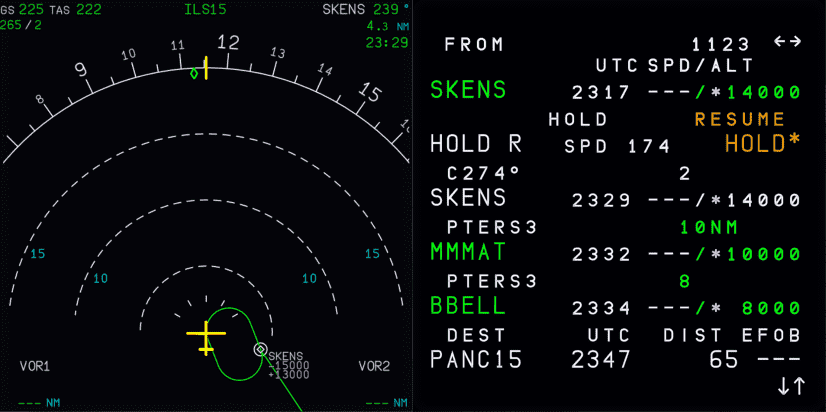 GS 225 TAS 222 ILS15 SKENS 239°
265/2 4.3 NM
23:29
8 9 10 11 12 13 14 15
15 15
10 10
SKENS
-15000
+13000
VOR1 VOR2
--- NM --- NM
FROM 1123 ←→
UTC SPD/ALT
SKENS 2317 ---/*14000
HOLD RESUME
HOLD R SPD 174 HOLD*
C274° 2
SKENS 2329 ---/*14000
PTERS3 10NM
MMMAT 2332 ---/*10000
PTERS3 8
BBELL 2334 ---/* 8000
DEST UTC DIST EFOB
PANC15 2347 65 ---
↓↑